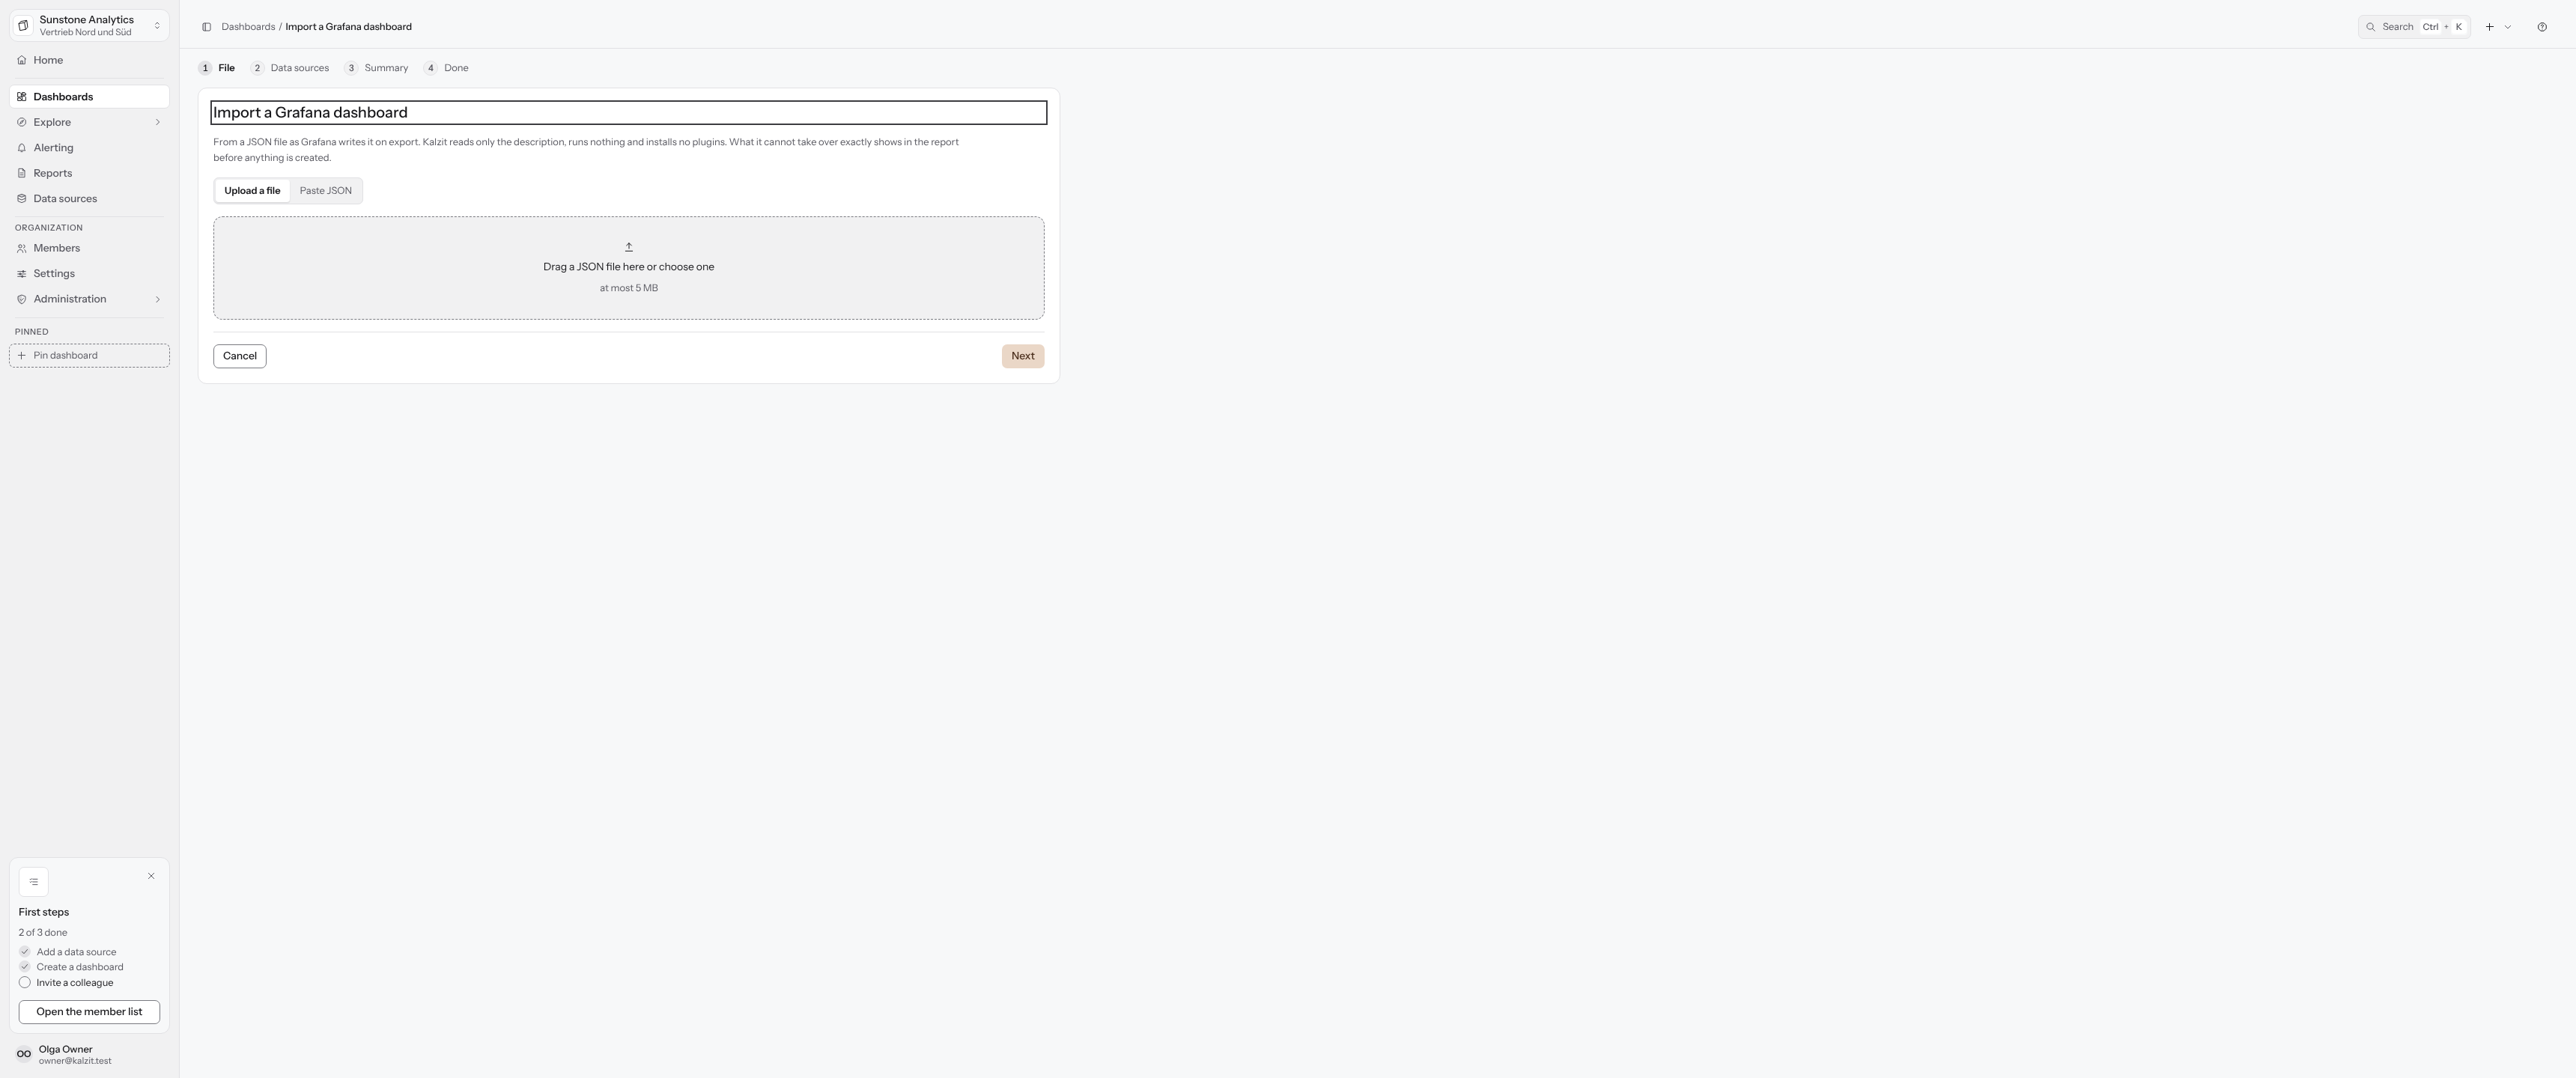 Sunstone Analytics
Vertrieb Nord und Süd
Home
Dashboards
Explore
Alerting
Reports
Data sources
ORGANIZATION
Members
Settings
Administration
PINNED
Pin dashboard
First steps
2 of 3 done
Add a data source
Create a dashboard
Invite a colleague
Open the member list
OO
Olga Owner
owner@kalzit.test
Dashboards / Import a Grafana dashboard
Search Ctrl + K
1 File 2 Data sources 3 Summary 4 Done
Import a Grafana dashboard
From a JSON file as Grafana writes it on export. Kalzit reads only the description, runs nothing and installs no plugins. What it cannot take over exactly shows in the report
before anything is created.
Upload a file Paste JSON
Drag a JSON file here or choose one
at most 5 MB
Cancel Next